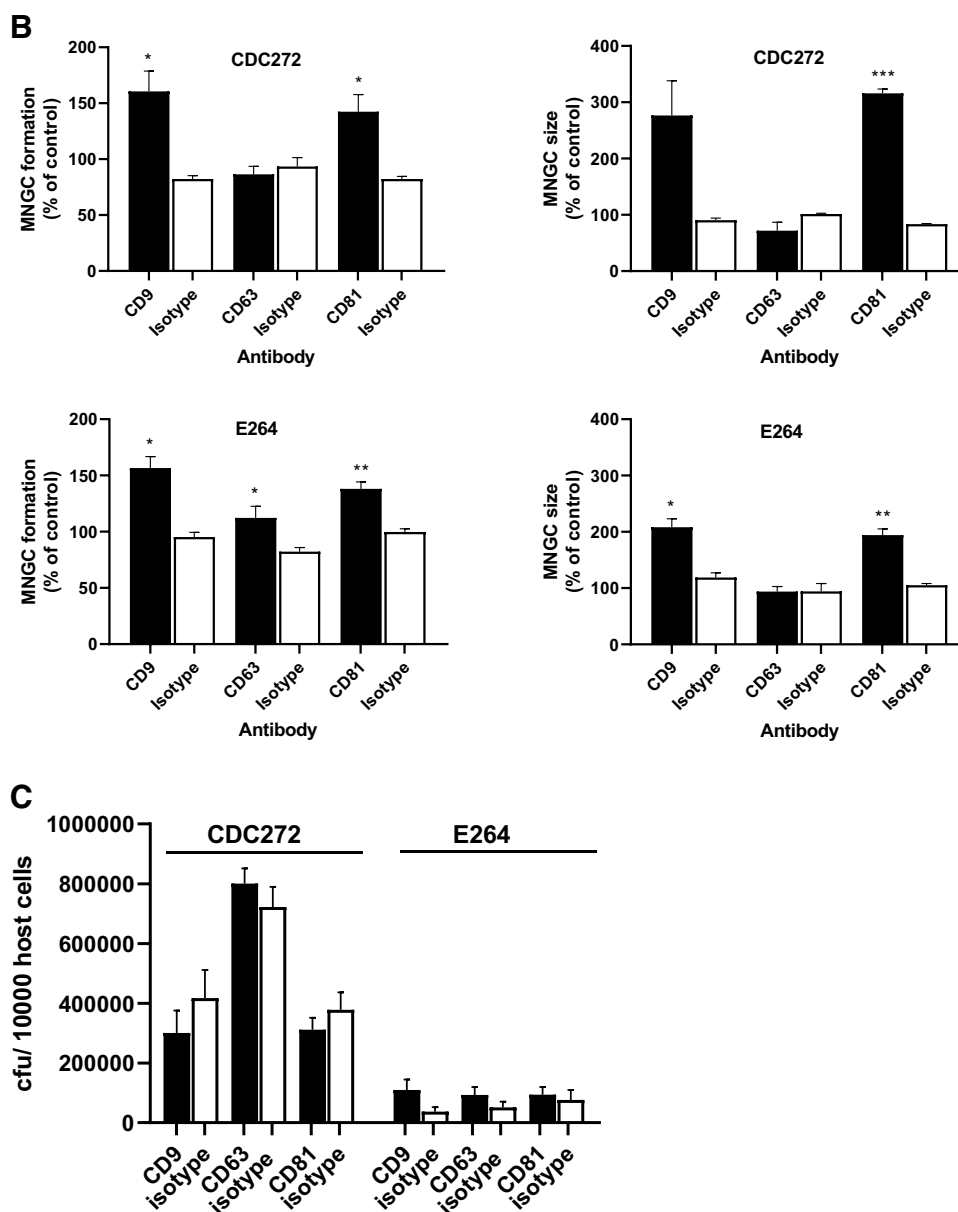 B
CDC272
MNGC formation
(% of control)
200
150
100
50
0
*
*
CD9
Isotype
CD63
Isotype
CD81
Isotype
Antibody
CDC272
MNGC size
(% of control)
400
300
200
100
0
***
CD9
Isotype
CD63
Isotype
CD81
Isotype
Antibody
E264
MNGC formation
(% of control)
200
150
100
50
0
*
*
**
CD9
Isotype
CD63
Isotype
CD81
Isotype
Antibody
E264
MNGC size
(% of control)
400
300
200
100
0
*
**
CD9
Isotype
CD63
Isotype
CD81
Isotype
Antibody
C
CDC272
E264
cfu/ 10000 host cells
1000000
800000
600000
400000
200000
0
CD9
isotype
CD63
isotype
CD81
isotype
CD9
isotype
CD63
isotype
CD81
isotype